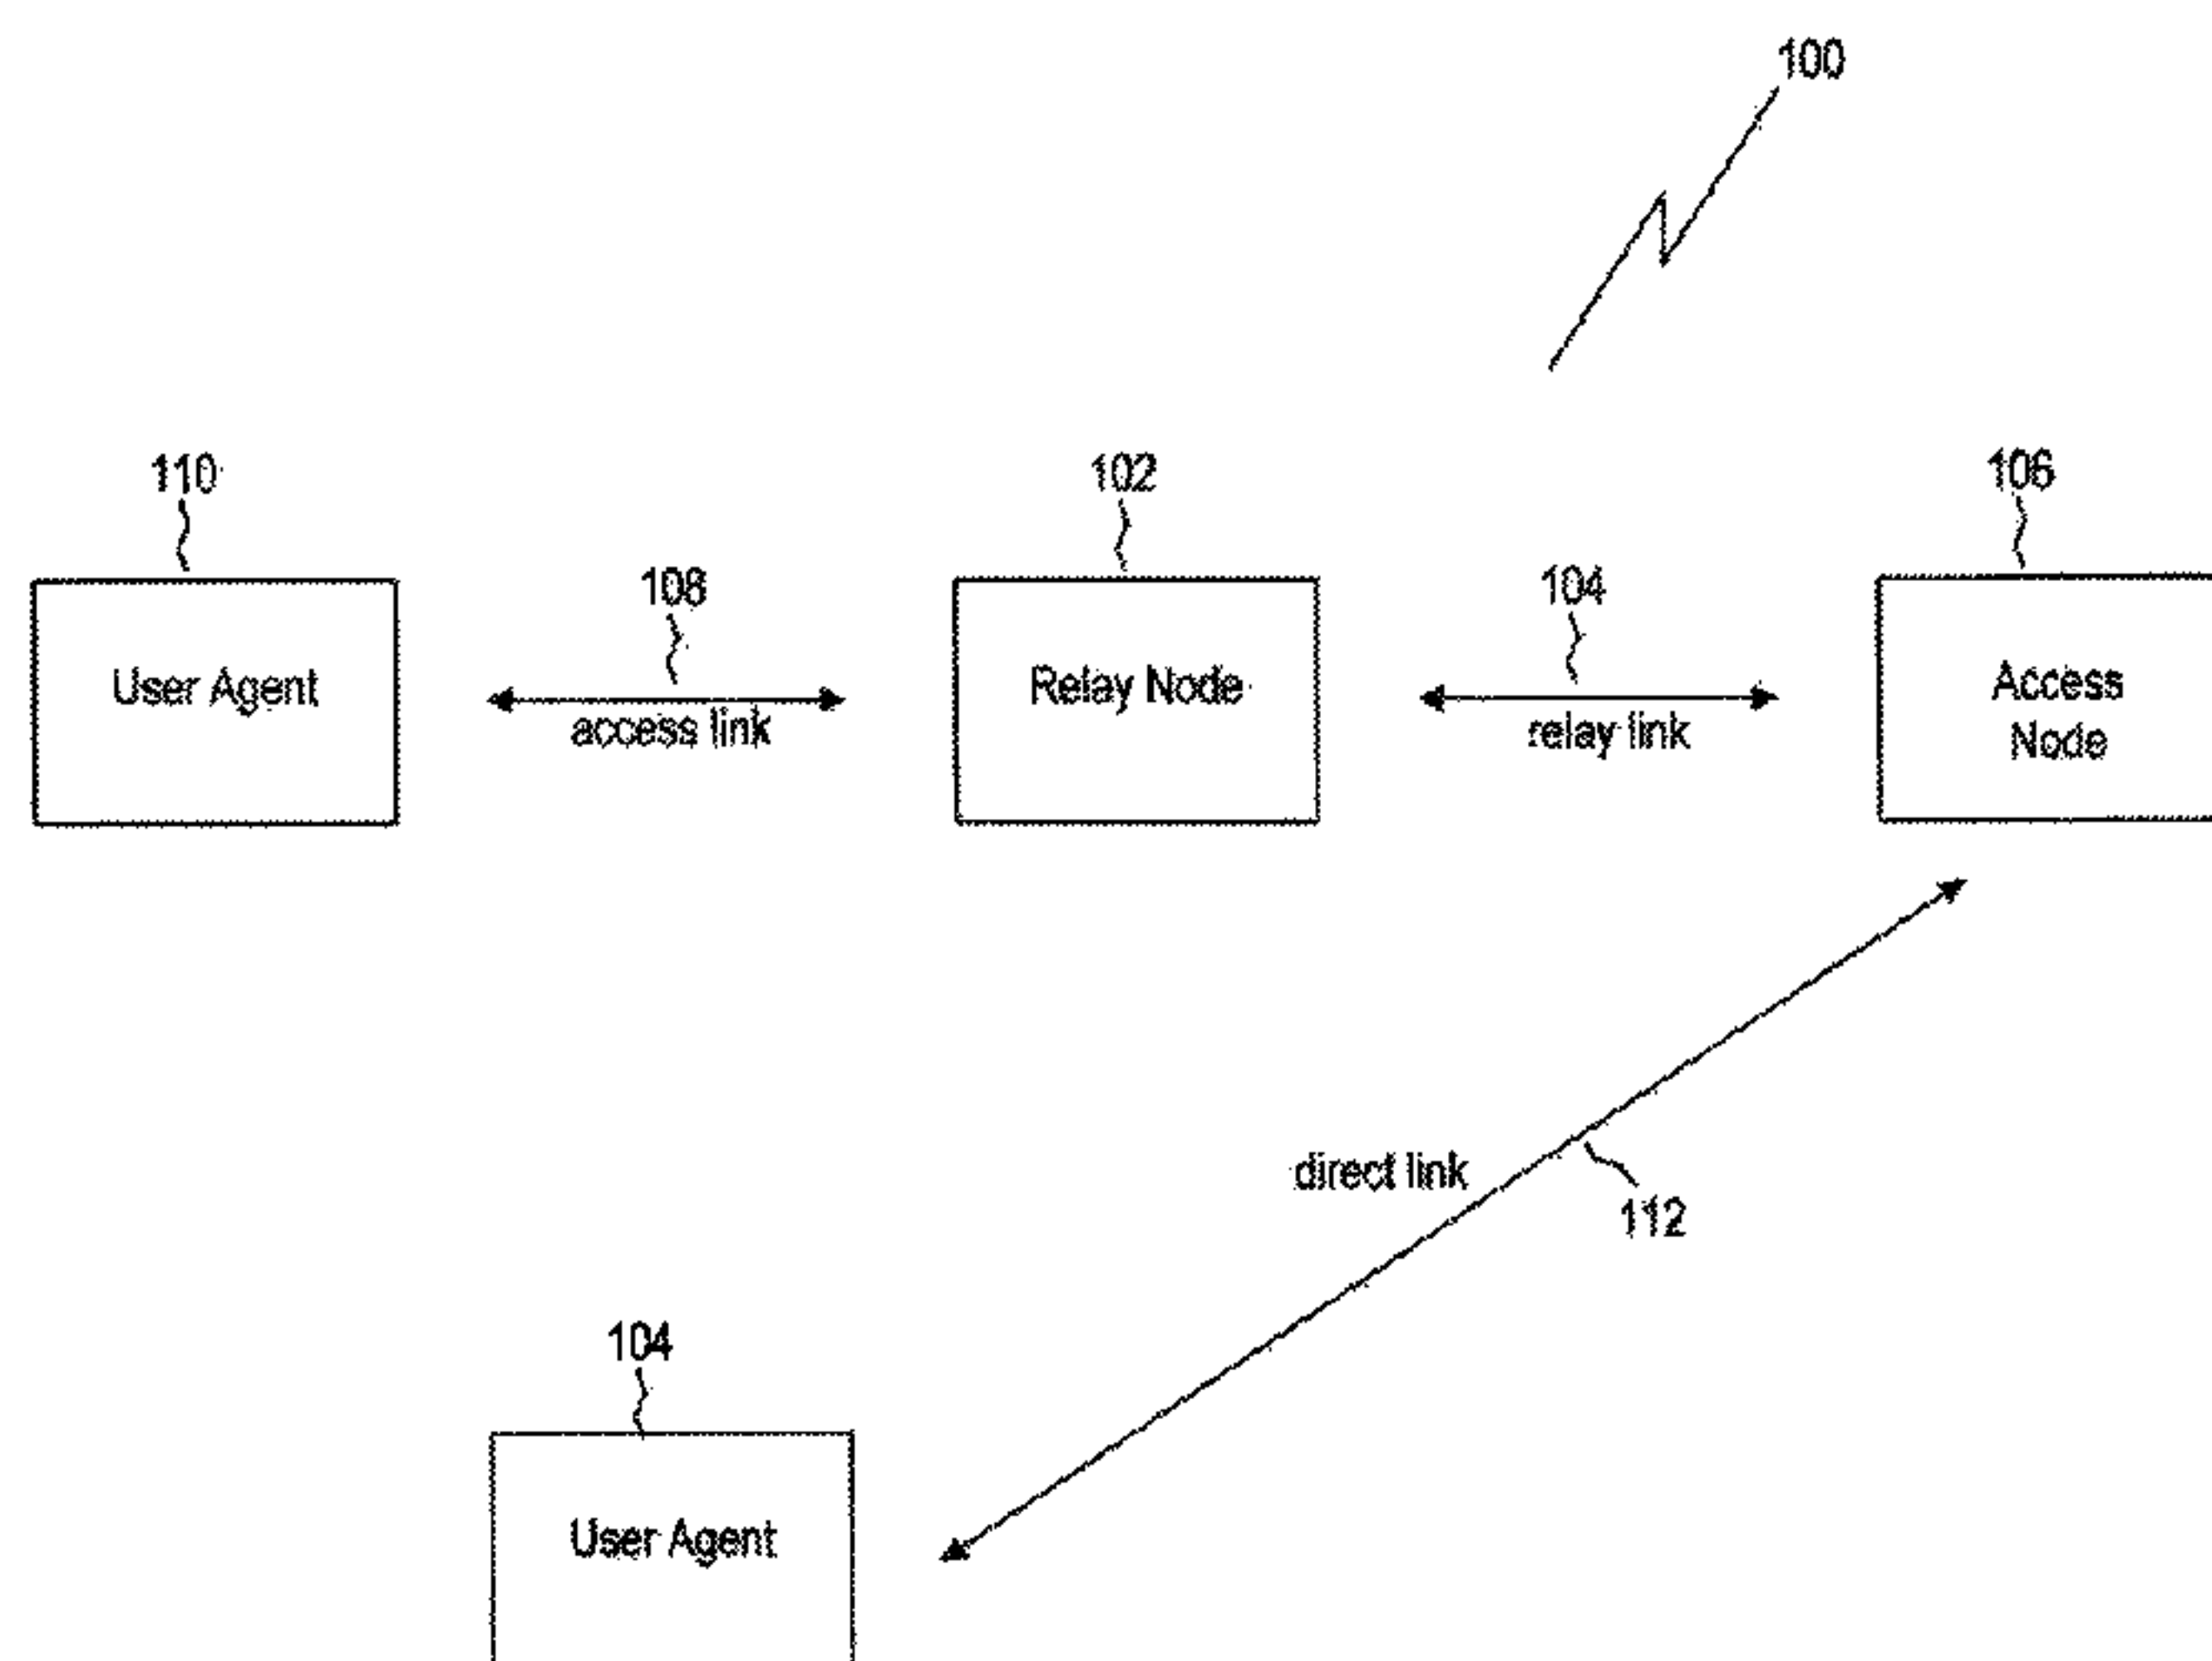 100
110
102
106
108
104
User Agent
access link
Relay Node
relay link
Access
Node
direct link
112
104
User Agent